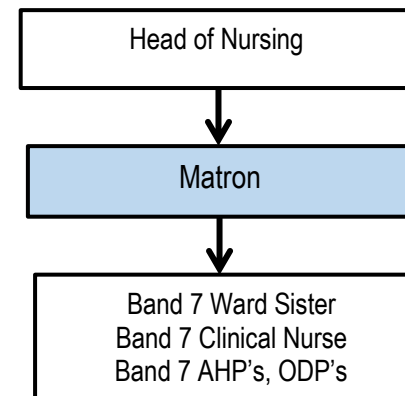 Head of Nursing
Matron
Band 7 Ward Sister
Band 7 Clinical Nurse
Band 7 AHP's, ODP's